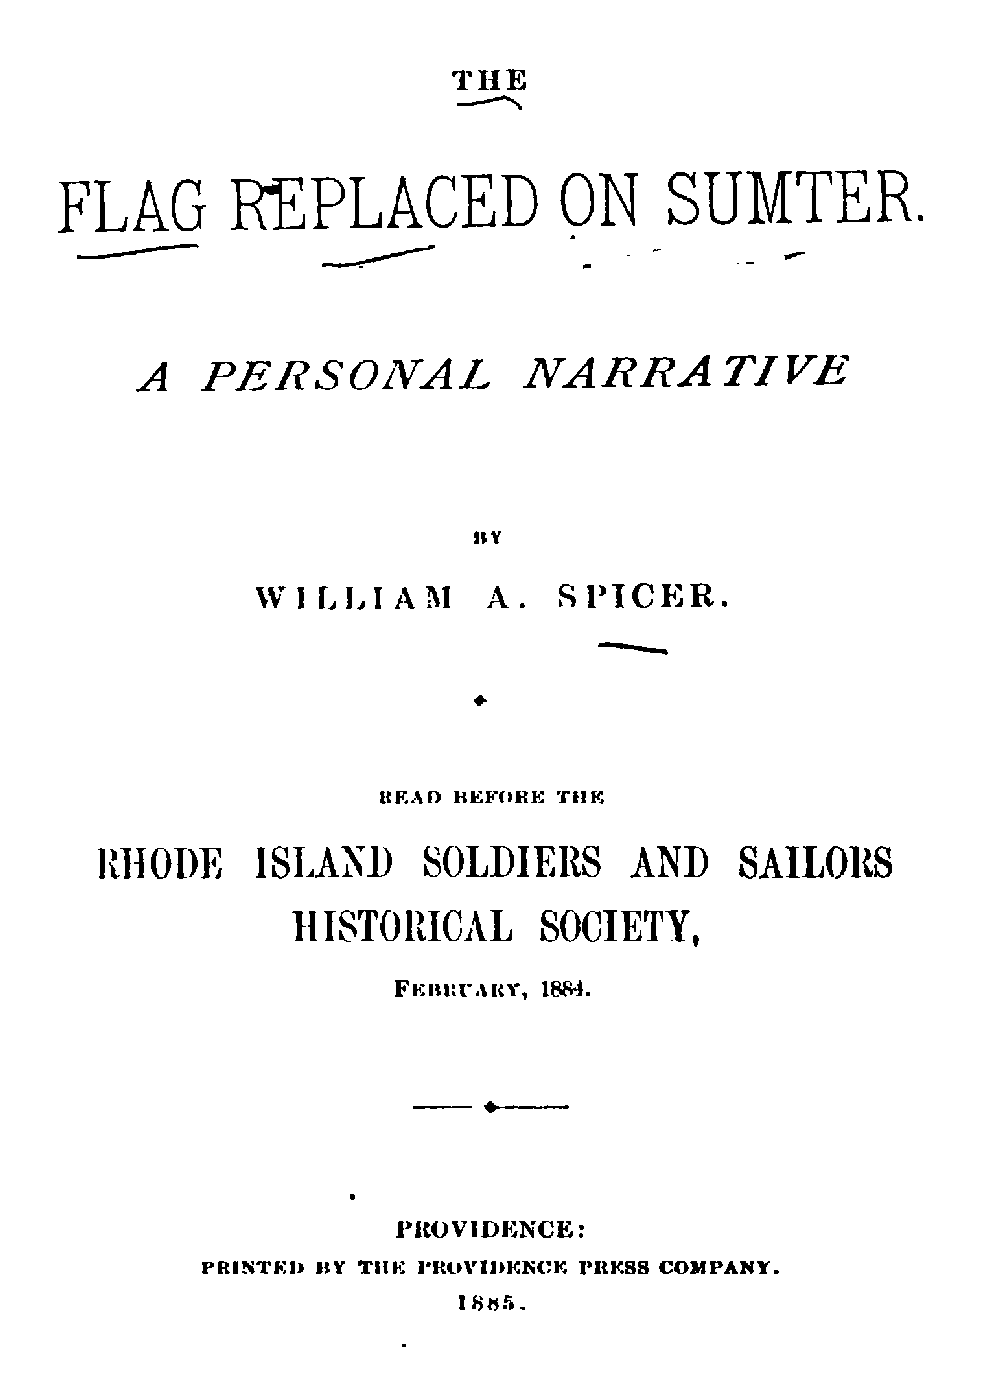 THE
FLAG REPLACED ON SUMTER.
A PERSONAL NARRATIVE
BY
WILLIAM A. SPICER.
READ BEFORE THE
RHODE ISLAND SOLDIERS AND SAILORS
HISTORICAL SOCIETY,
FEBRUARY, 1884.
PROVIDENCE:
PRINTED BY THE PROVIDENCE PRESS COMPANY.
1885.